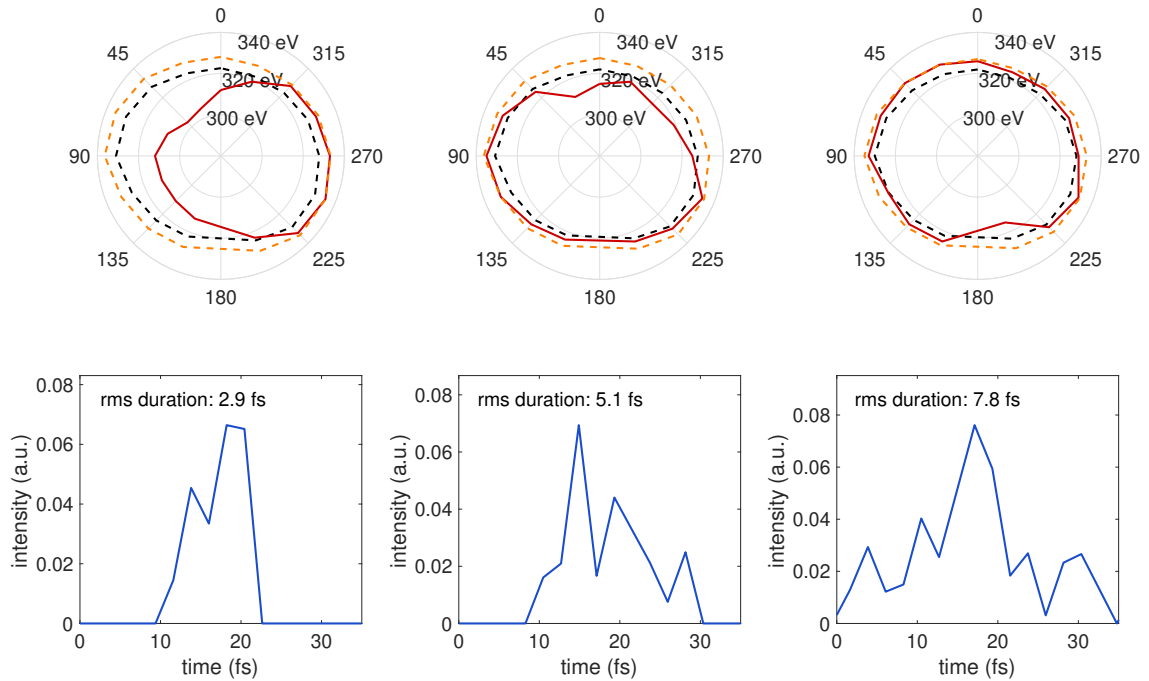 0
45
340 eV
315
320 eV
300 eV
90
270
135
225
180
0
45
340 eV
315
320 eV
300 eV
90
270
135
225
180
0
45
340 eV
315
320 eV
300 eV
90
270
135
225
180
0.08
rms duration: 2.9 fs
0.06
0.04
0.02
0
intensity (a.u.)
0
10
20
30
time (fs)
0.08
rms duration: 5.1 fs
0.06
0.04
0.02
0
intensity (a.u.)
0
10
20
30
time (fs)
0.08
rms duration: 7.8 fs
0.06
0.04
0.02
0
intensity (a.u.)
0
10
20
30
time (fs)